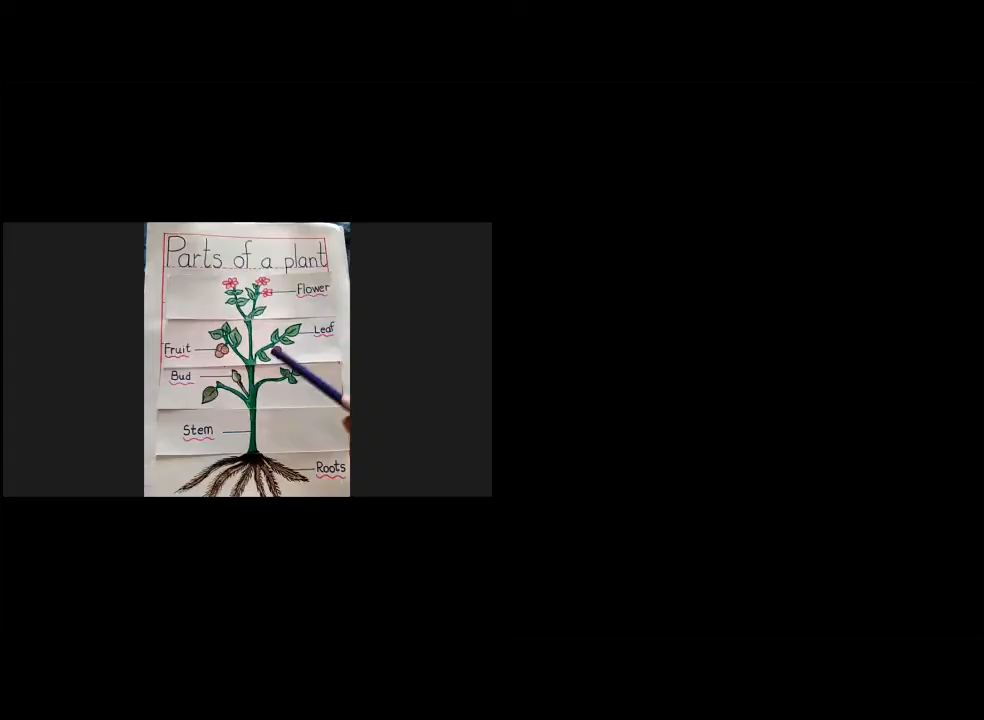 Parts of a plant
Flower
Leaf
Fruit
Bud
Stem
Roots